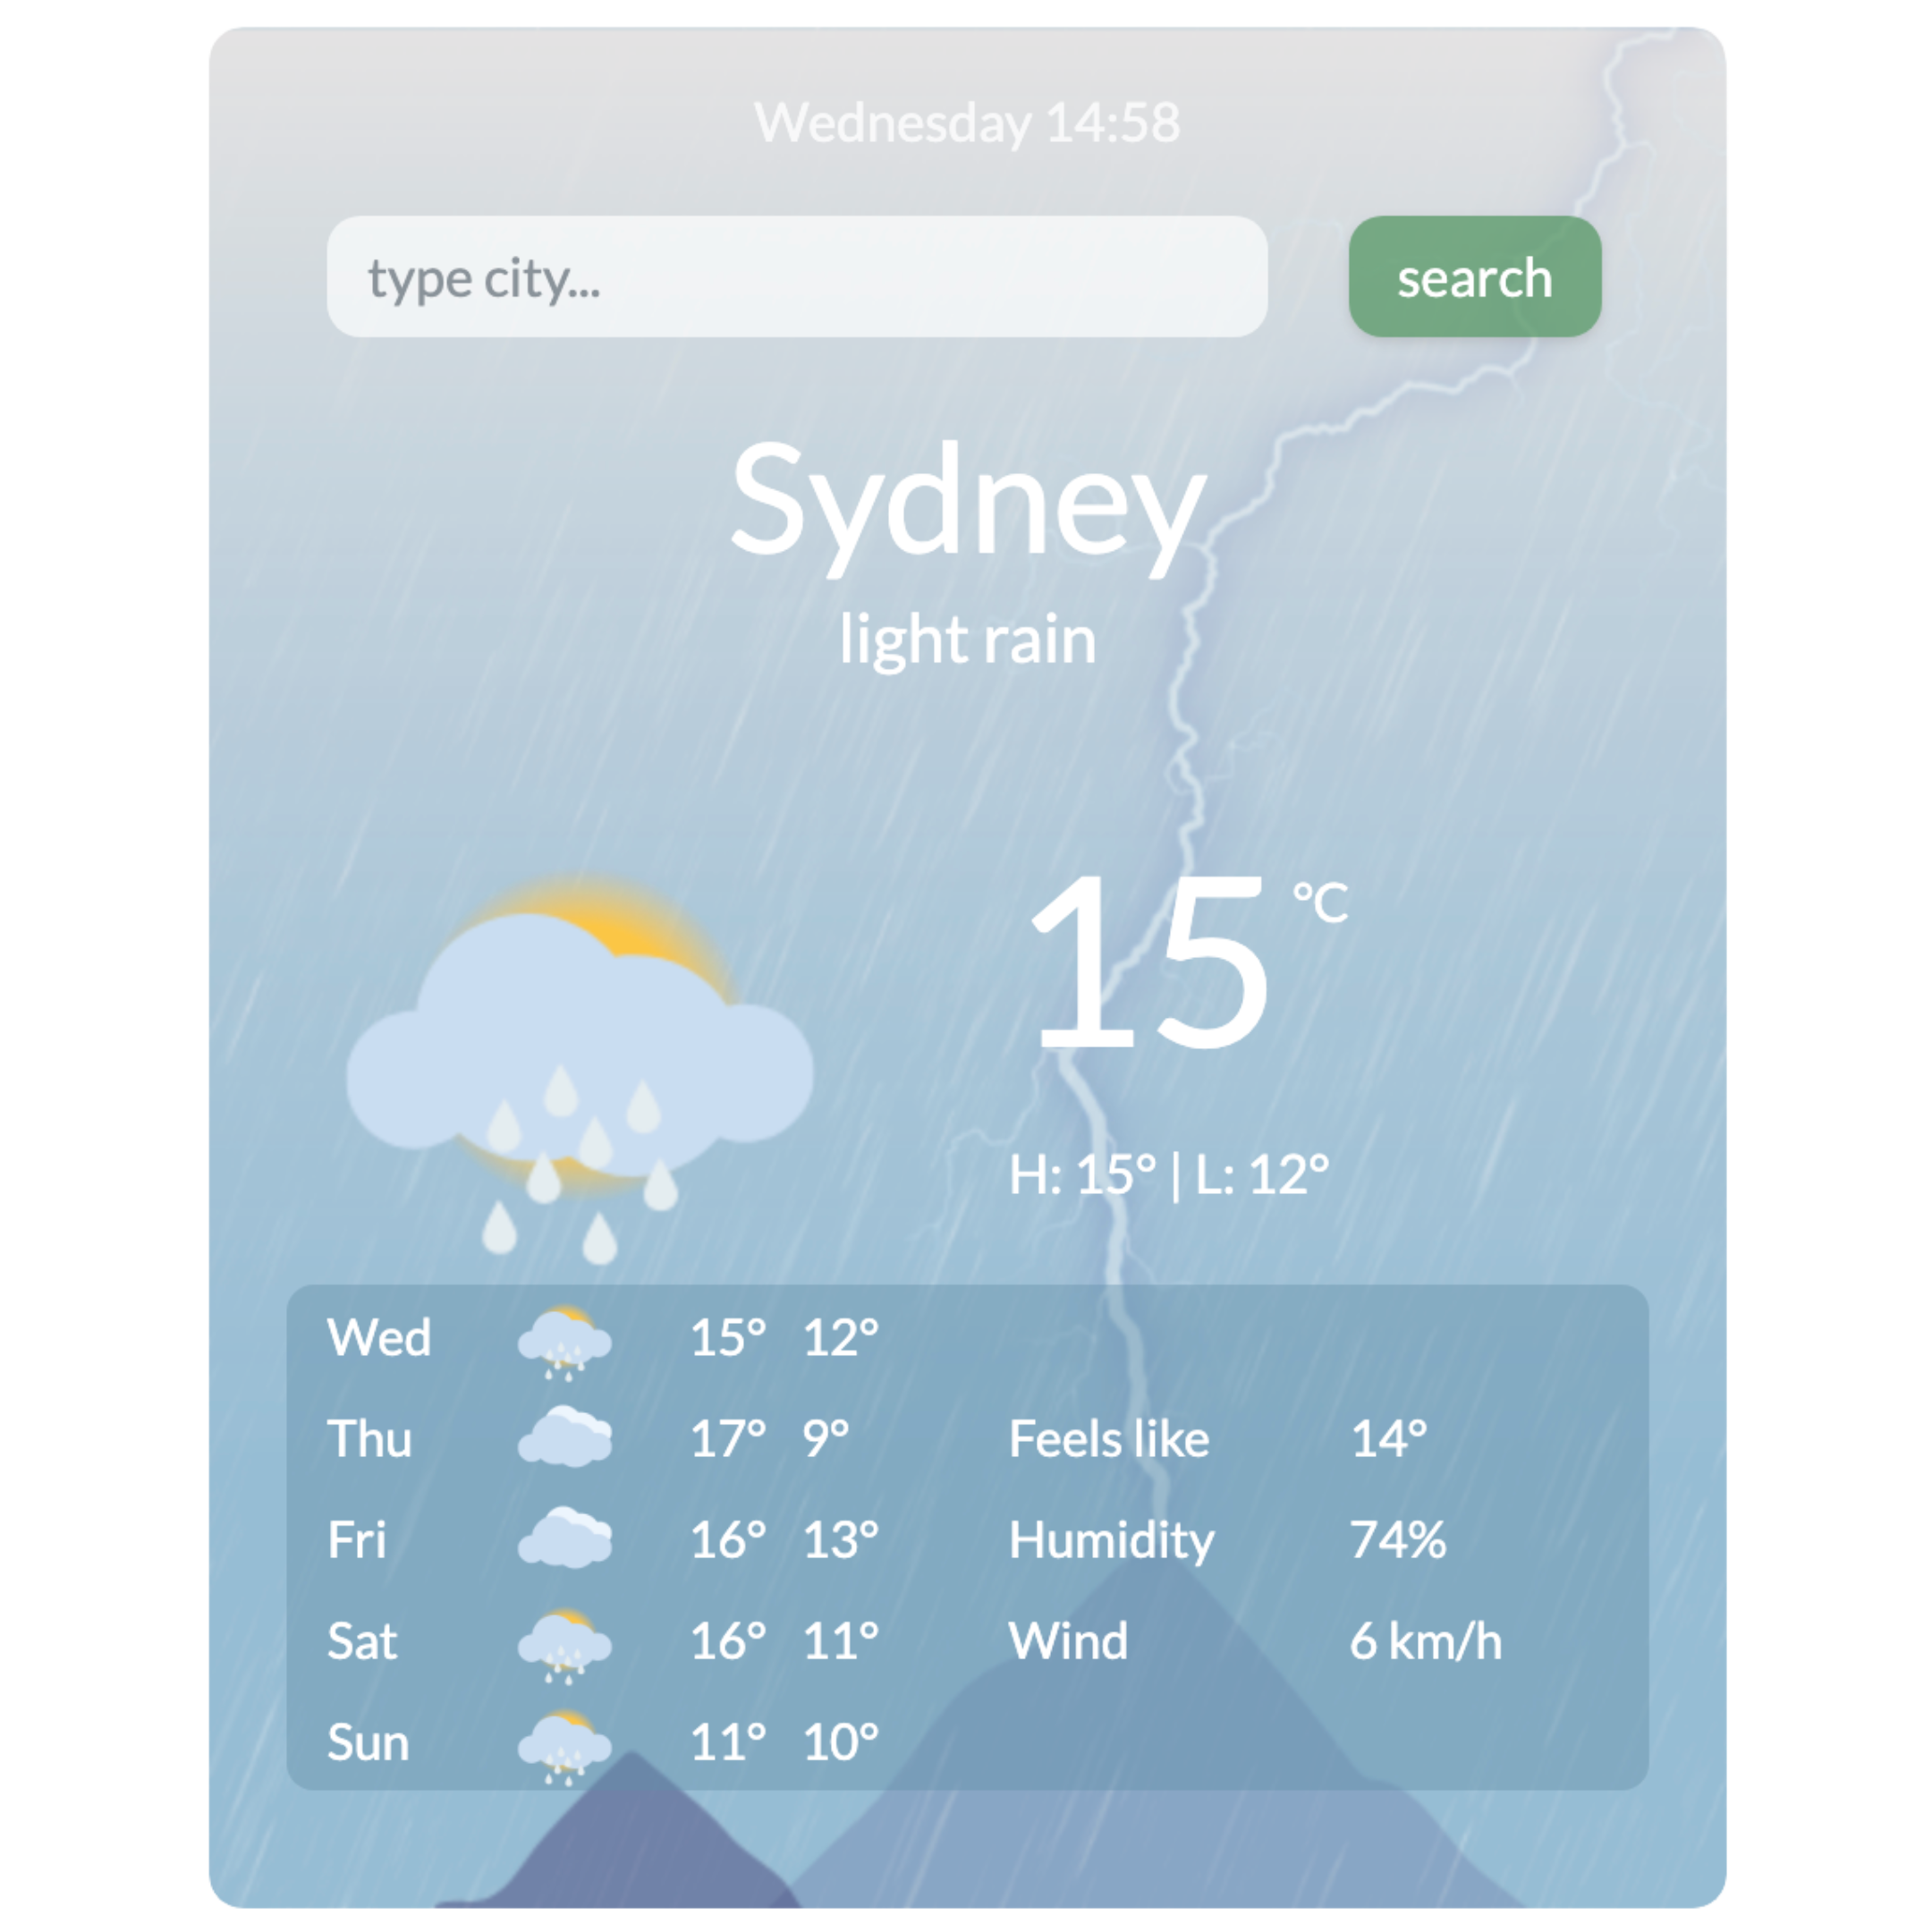 Wednesday 14:58
type city...
search
Sydney
light rain
15 °C
H: 15° | L: 12°
Wed 15° 12°
Thu 17° 9° Feels like 14°
Fri 16° 13° Humidity 74%
Sat 16° 11° Wind 6 km/h
Sun 11° 10°